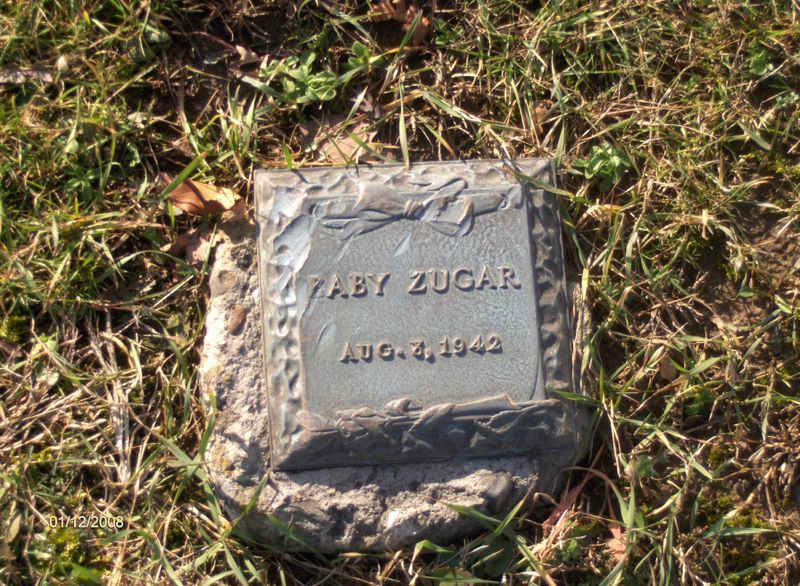 BABY ZUGAR
AUG. 3, 1942
01/12/2008